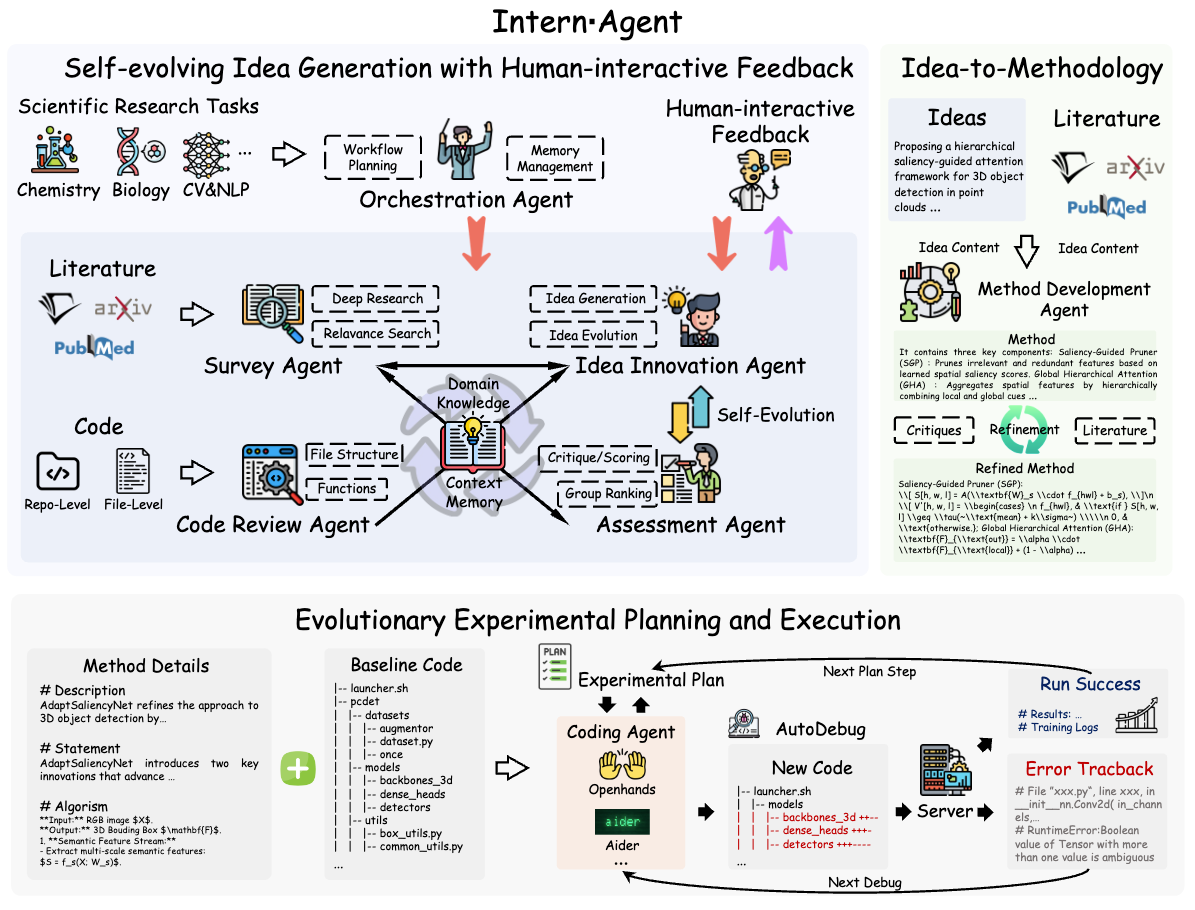 Intern·Agent
Self-evolving Idea Generation with Human-interactive Feedback
Scientific Research Tasks
Chemistry
Biology
CV&NLP
...
Workflow
Planning
Memory
Management
Orchestration Agent
Human-interactive
Feedback
Literature
arXiv
PubMed
Deep Research
Relavance Search
Survey Agent
Idea Generation
Idea Evolution
Idea Innovation Agent
Domain
Knowledge
Context
Memory
Self-Evolution
Code
Repo-Level
File-Level
File Structure
Functions
Code Review Agent
Critique/Scoring
Group Ranking
Assessment Agent
Idea-to-Methodology
Ideas
Proposing a hierarchical
saliency-guided attention
framework for 3D object
detection in point
clouds ...
Literature
arXiv
PubMed
Idea Content
Idea Content
Method Development
Agent
Method
It contains three key components: Saliency-Guided Pruner
(SGP) : Prunes irrelevant and redundant features based on
learned spatial saliency scores. Global Hierarchical Attention
(GHA) : Aggregates spatial features by hierarchically
combining local and global cues ...
Critiques
Refinement
Literature
Refined Method
Saliency-Guided Pruner (SGP):
\\[ S[h, w, l] = A(\\textbf{W}_s \\cdot f_{hwl} + b_s), \\]\n
\\[ V'[h, w, l] = \\begin{cases} \n f_{hwl}, & \\text{if } S[h, w,
l] \\geq \\tau(~\\text{mean} + k\\sigma~) \\\\\n 0, &
\\text{otherwise,}; Global Hierarchical Attention (GHA):
\\textbf{F}_{\\text{out}} = \\alpha \\cdot
\\textbf{F}_{\\text{local}} + (1 - \\alpha) ...
Evolutionary Experimental Planning and Execution
Method Details
# Description
AdaptSaliencyNet refines the approach to
3D object detection by...
# Statement
AdaptSaliencyNet introduces two key
innovations that advance ...
# Algorism
**Input:** RGB image $X$.
**Output:** 3D Bouding Box $\mathbf{F}$.
1. **Semantic Feature Stream:**
- Extract multi-scale semantic features:
$S = f_s(X; W_s)$.
Baseline Code
|-- launcher.sh
|-- pcdet
| |-- datasets
| | |-- augmentor
| | |-- dataset.py
| | |-- once
| |-- models
| | |-- backbones_3d
| | |-- dense_heads
| | |-- detectors
| |-- utils
| | |-- box_utils.py
| | |-- common_utils.py
...
PLAN
Experimental Plan
Coding Agent
Openhands
aider
Aider
...
Next Plan Step
AutoDebug
New Code
|-- launcher.sh
| |-- models
| | |-- backbones_3d ++--
| | |-- dense_heads +++-
| | |-- detectors +++----
...
Server
Run Success
# Results: ...
# Training Logs
Error Tracback
# File "xxx.py", line xxx, in
__init__nn.Conv2d( in_chann
els,...
# RuntimeError:Boolean
value of Tensor with more
than one value is ambiguous
Next Debug